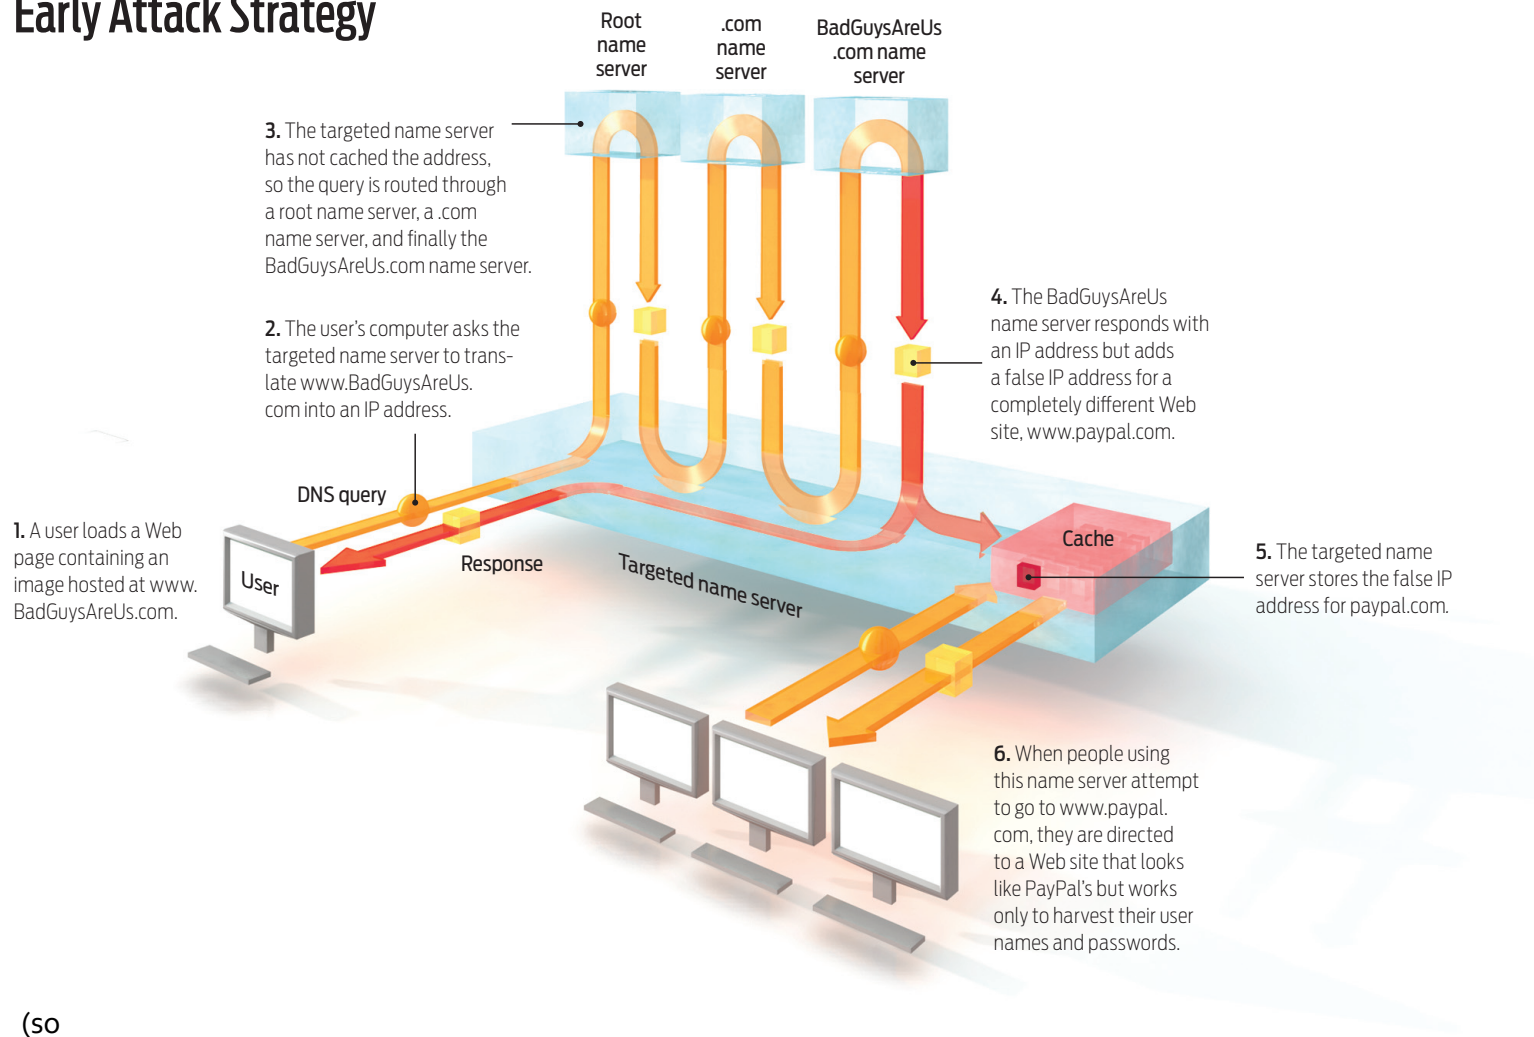 Early Attack Strategy
Root
name
server
.com
name
server
BadGuysAreUs
.com name
server
3. The targeted name server
has not cached the address,
so the query is routed through
a root name server, a .com
name server, and finally the
BadGuysAreUs.com name server.
2. The user's computer asks the
targeted name server to trans-
late www.BadGuysAreUs.
com into an IP address.
4. The BadGuysAreUs
name server responds with
an IP address but adds
a false IP address for a
completely different Web
site, www.paypal.com.
DNS query
1. A user loads a Web
page containing an
image hosted at www.
BadGuysAreUs.com.
User
Response
Targeted name server
Cache
5. The targeted name
server stores the false IP
address for paypal.com.
6. When people using
this name server attempt
to go to www.paypal.
com, they are directed
to a Web site that looks
like PayPal's but works
only to harvest their user
names and passwords.
(so